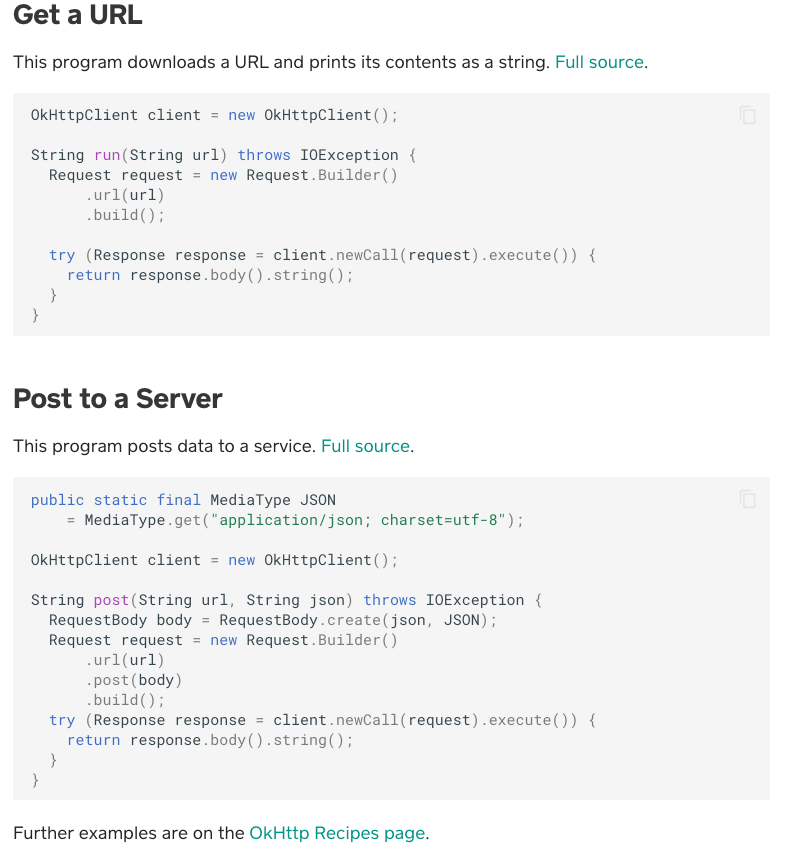 Get a URL
This program downloads a URL and prints its contents as a string. Full source.
OkHttpClient client = new OkHttpClient();
String run(String url) throws IOException {
  Request request = new Request.Builder()
      .url(url)
      .build();
  try (Response response = client.newCall(request).execute()) {
    return response.body().string();
  }
}
Post to a Server
This program posts data to a service. Full source.
public static final MediaType JSON
    = MediaType.get("application/json; charset=utf-8");
OkHttpClient client = new OkHttpClient();
String post(String url, String json) throws IOException {
  RequestBody body = RequestBody.create(json, JSON);
  Request request = new Request.Builder()
      .url(url)
      .post(body)
      .build();
  try (Response response = client.newCall(request).execute()) {
    return response.body().string();
  }
}
Further examples are on the OkHttp Recipes page.